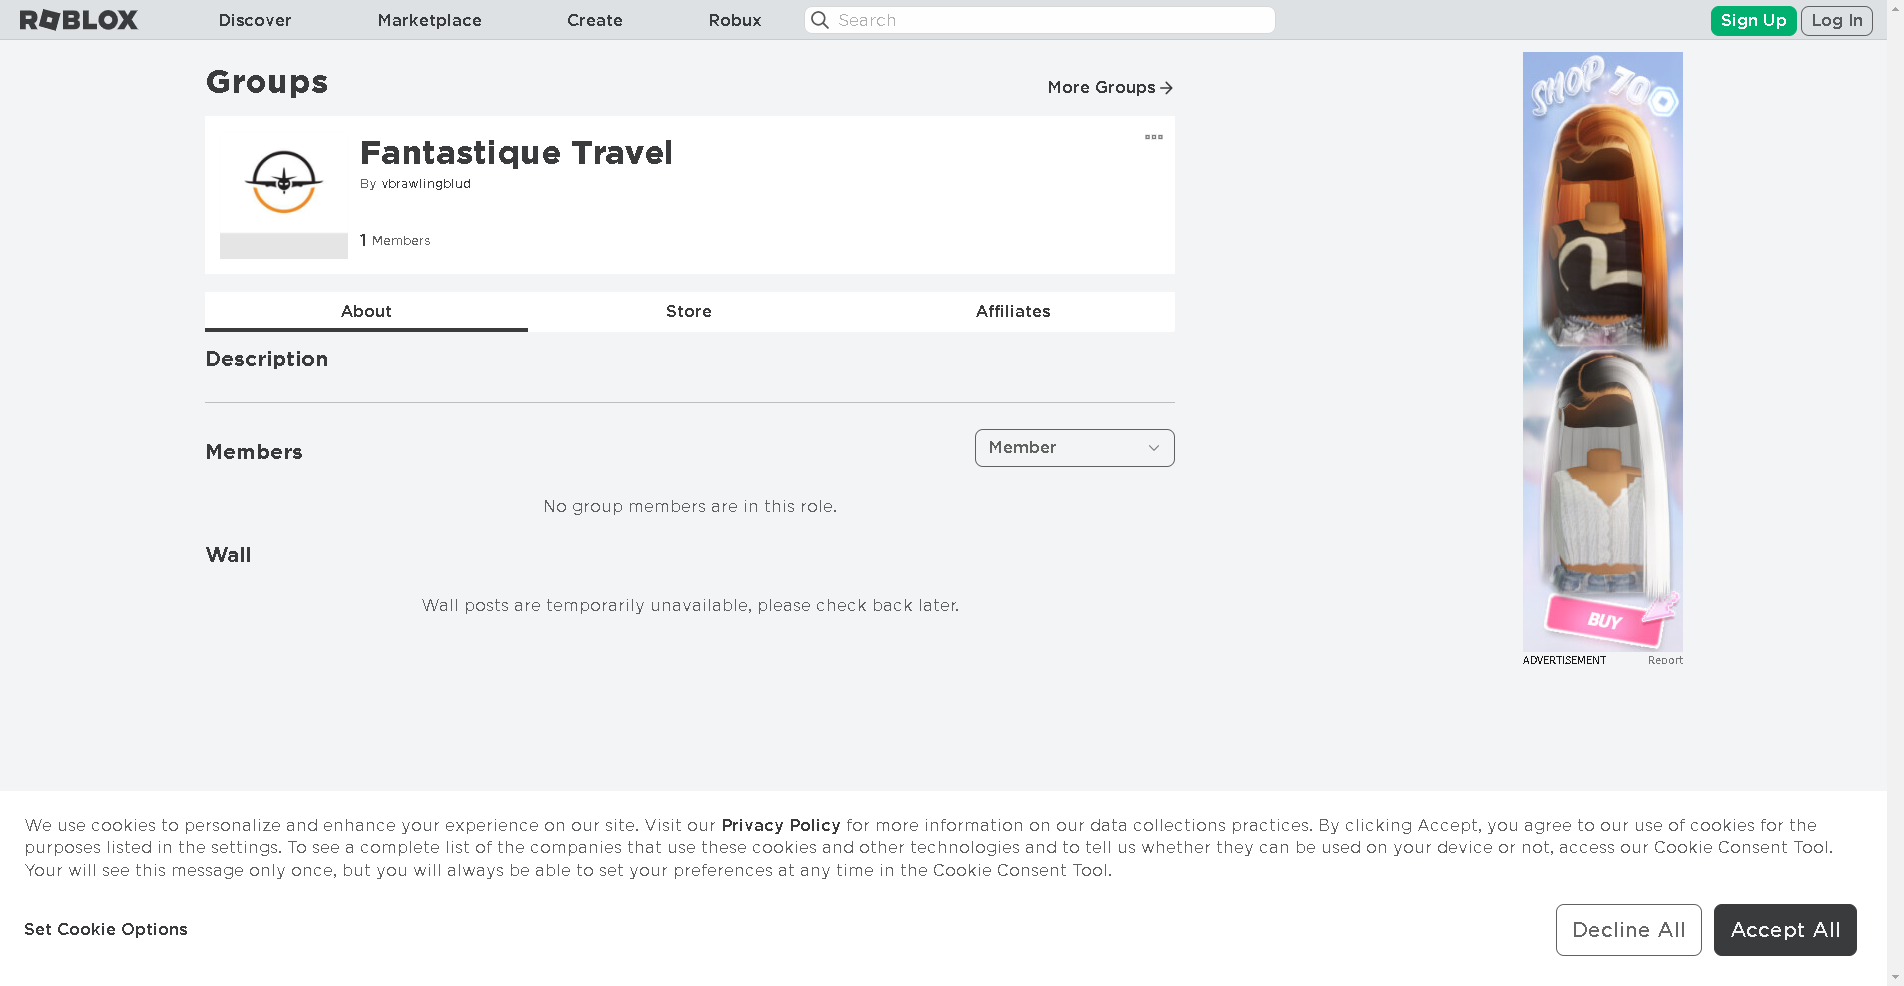 ROBLOX Discover Marketplace Create Robux Search Sign Up Log In
Groups
More Groups
Fantastique Travel
By vbrawlingblud
1 Members
About Store Affiliates
Description
Members
Member
No group members are in this role.
Wall
Wall posts are temporarily unavailable, please check back later.
SHOP 70
BUY
ADVERTISEMENT Report
We use cookies to personalize and enhance your experience on our site. Visit our Privacy Policy for more information on our data collections practices. By clicking Accept, you agree to our use of cookies for the
purposes listed in the settings. To see a complete list of the companies that use these cookies and other technologies and to tell us whether they can be used on your device or not, access our Cookie Consent Tool.
Your will see this message only once, but you will always be able to set your preferences at any time in the Cookie Consent Tool.
Set Cookie Options
Decline All
Accept All